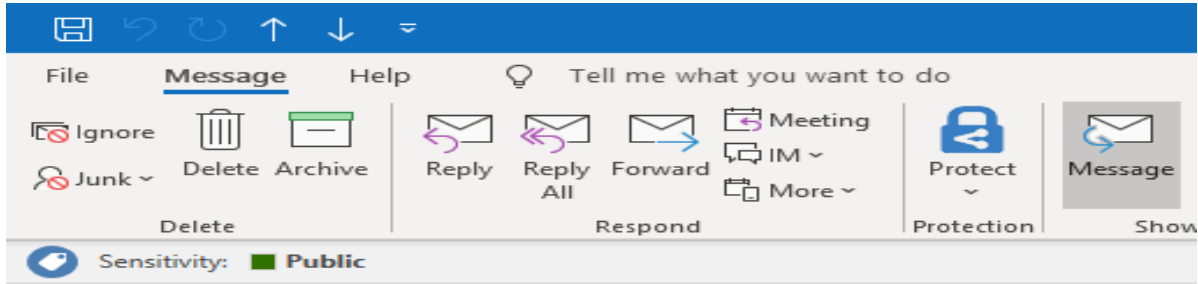 File Message Help Tell me what you want to do
Ignore
Junk
Delete
Archive
Reply
Reply
All
Forward
Meeting
IM
More
Protect
Message
Delete
Respond
Protection
Show
Sensitivity: Public